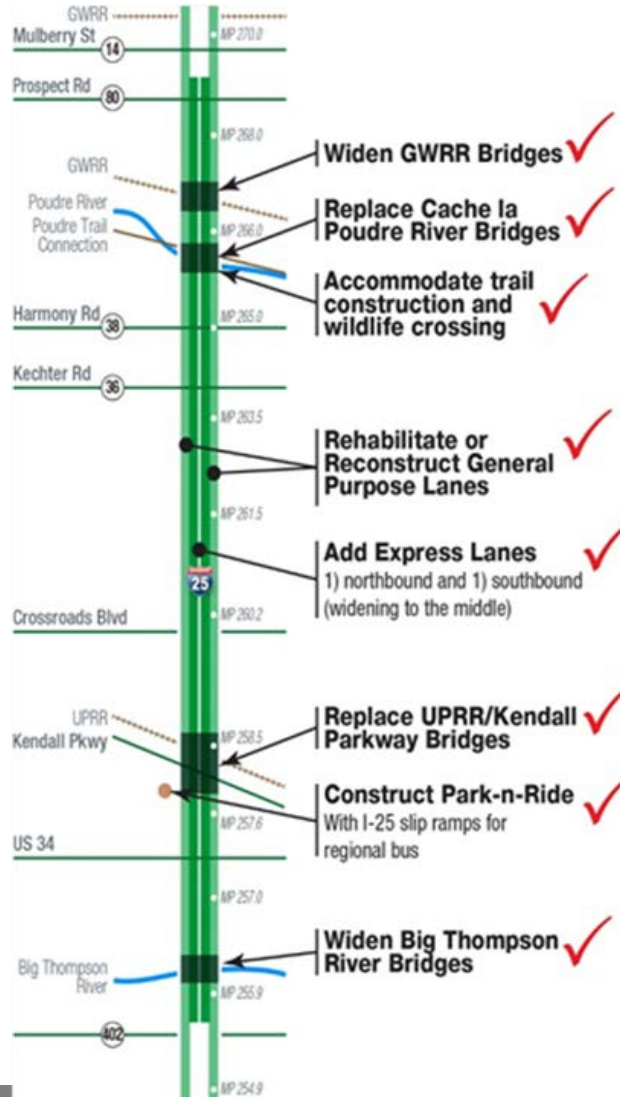 GWRR
Mulberry St
14
MP 270.0
Prospect Rd
80
MP 268.0
Widen GWRR Bridges
GWRR
Poudre River
Replace Cache la
Poudre River Bridges
Poudre Trail
Connection
MP 266.0
Accommodate trail
construction and
wildlife crossing
Harmony Rd
38
MP 265.0
Kechter Rd
36
MP 263.5
Rehabilitate or
Reconstruct General
Purpose Lanes
MP 261.5
Add Express Lanes
1) northbound and 1) southbound
(widening to the middle)
25
MP 260.2
Crossroads Blvd
UPRR
Kendall Pkwy
MP 258.5
Replace UPRR/Kendall
Parkway Bridges
Construct Park-n-Ride
With I-25 slip ramps for
regional bus
MP 257.6
US 34
MP 257.0
Widen Big Thompson
River Bridges
Big Thompson
River
MP 255.9
402
MP 254.9